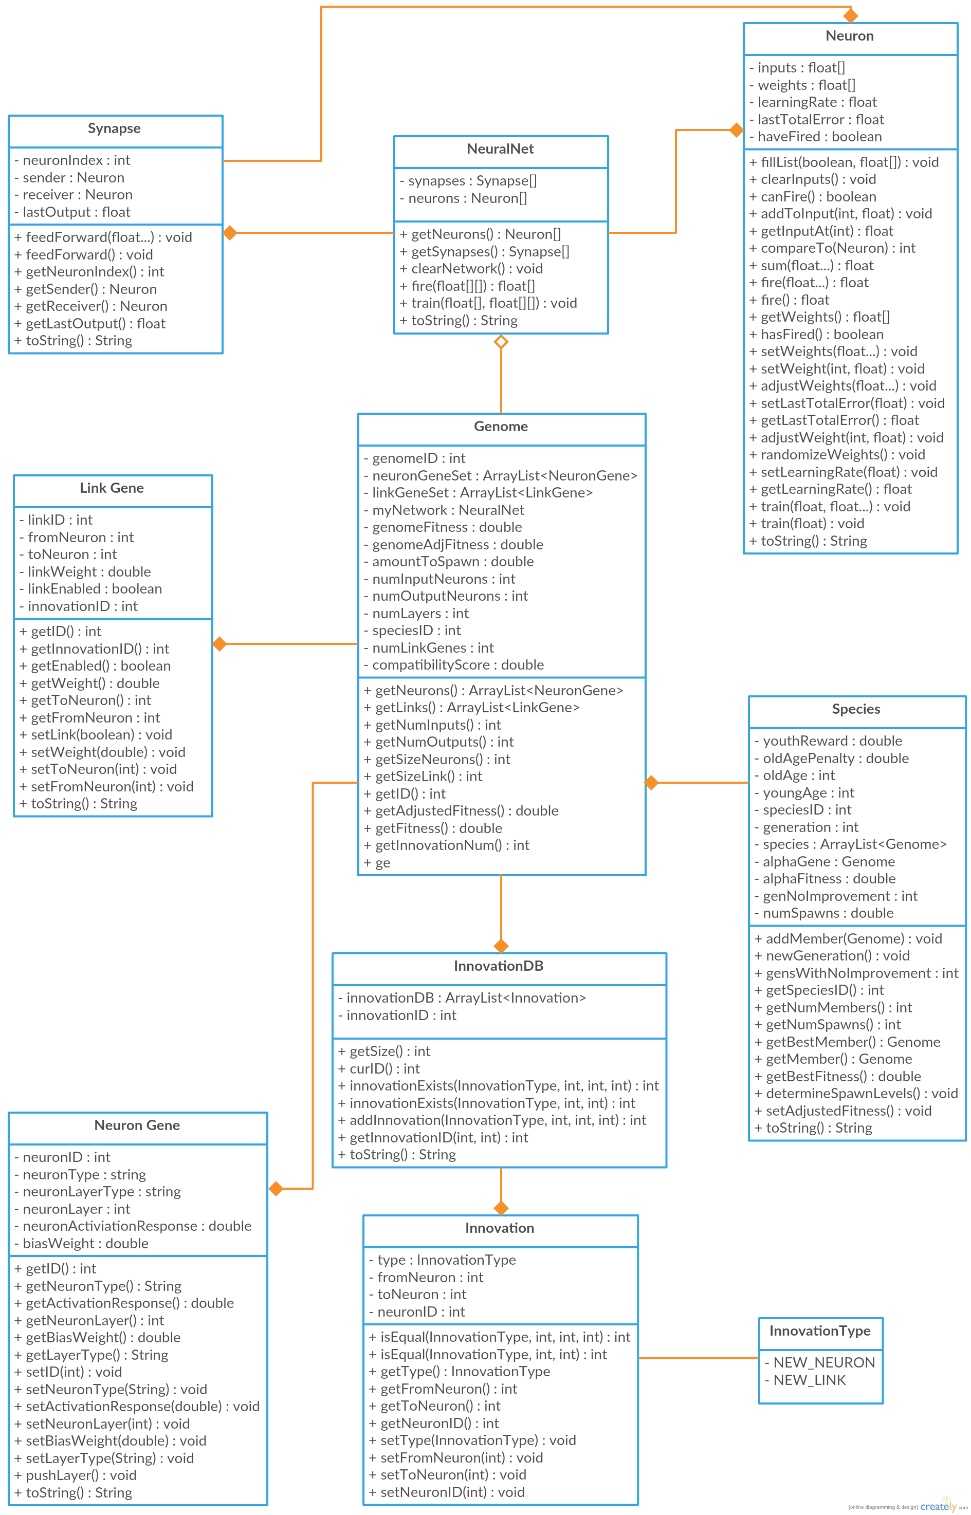 Neuron
- inputs : float[]
- weights : float[]
- learningRate : float
- lastTotalError : float
- haveFired : boolean
+ fillList(boolean, float[]) : void
+ clearInputs() : void
+ canFire() : boolean
+ addToInput(int, float) : void
+ getInputAt(int) : float
+ compareTo(Neuron) : int
+ sum(float...) : float
+ fire(float...) : float
+ fire() : float
+ getWeights() : float[]
+ hasFired() : boolean
+ setWeights(float...) : void
+ setWeight(int, float) : void
+ adjustWeights(float...) : void
+ setLastTotalError(float) : void
+ getLastTotalError() : float
+ adjustWeight(int, float) : void
+ randomizeWeights() : void
+ setLearningRate(float) : void
+ getLearningRate() : float
+ train(float, float...) : void
+ train(float) : void
+ toString() : String
Synapse
- neuronIndex : int
- sender : Neuron
- receiver : Neuron
- lastOutput : float
+ feedForward(float...) : void
+ feedForward() : void
+ getNeuronIndex() : int
+ getSender() : Neuron
+ getReceiver() : Neuron
+ getLastOutput() : float
+ toString() : String
NeuralNet
- synapses : Synapse[]
- neurons : Neuron[]
+ getNeurons() : Neuron[]
+ getSynapses() : Synapse[]
+ clearNetwork() : void
+ fire(float[][]) : float[]
+ train(float[], float[][]) : void
+ toString() : String
Genome
- genomeID : int
- neuronGeneSet : ArrayList<NeuronGene>
- linkGeneSet : ArrayList<LinkGene>
- myNetwork : NeuralNet
- genomeFitness : double
- genomeAdjFitness : double
- amountToSpawn : double
- numInputNeurons : int
- numOutputNeurons : int
- numLayers : int
- speciesID : int
- numLinkGenes : int
- compatibilityScore : double
+ getNeurons() : ArrayList<NeuronGene>
+ getLinks() : ArrayList<LinkGene>
+ getNumInputs() : int
+ getNumOutputs() : int
+ getSizeNeurons() : int
+ getSizeLink() : int
+ getID() : int
+ getAdjustedFitness() : double
+ getFitness() : double
+ getInnovationNum() : int
+ ge
Link Gene
- linkID : int
- fromNeuron : int
- toNeuron : int
- linkWeight : double
- linkEnabled : boolean
- innovationID : int
+ getID() : int
+ getInnovationID() : int
+ getEnabled() : boolean
+ getWeight() : double
+ getToNeuron() : int
+ getFromNeuron : int
+ setLink(boolean) : void
+ setWeight(double) : void
+ setToNeuron(int) : void
+ setFromNeuron(int) : void
+ toString() : String
Species
- youthReward : double
- oldAgePenalty : double
- oldAge : int
- youngAge : int
- speciesID : int
- generation : int
- species : ArrayList<Genome>
- alphaGene : Genome
- alphaFitness : double
- genNoImprovement : int
- numSpawns : double
+ addMember(Genome) : void
+ newGeneration() : void
+ gensWithNoImprovement : int
+ getSpeciesID() : int
+ getNumMembers() : int
+ getNumSpawns() : int
+ getBestMember() : Genome
+ getMember() : Genome
+ getBestFitness() : double
+ determineSpawnLevels() : void
+ setAdjustedFitness() : void
+ toString() : String
InnovationDB
- innovationDB : ArrayList<Innovation>
- innovationID : int
+ getSize() : int
+ curID() : int
+ innovationExists(InnovationType, int, int, int) : int
+ innovationExists(InnovationType, int, int) : int
+ addInnovation(InnovationType, int, int, int) : int
+ getInnovationID(int, int) : int
+ toString() : String
Neuron Gene
- neuronID : int
- neuronType : string
- neuronLayerType : string
- neuronLayer : int
- neuronActiviationResponse : double
- biasWeight : double
+ getID() : int
+ getNeuronType() : String
+ getActivationResponse() : double
+ getNeuronLayer() : int
+ getBiasWeight() : double
+ getLayerType() : String
+ setID(int) : void
+ setNeuronType(String) : void
+ setActivationResponse(double) : void
+ setNeuronLayer(int) : void
+ setBiasWeight(double) : void
+ setLayerType(String) : void
+ pushLayer() : void
+ toString() : String
Innovation
- type : InnovationType
- fromNeuron : int
- toNeuron : int
- neuronID : int
+ isEqual(InnovationType, int, int, int) : int
+ isEqual(InnovationType, int, int) : int
+ getType() : InnovationType
+ getFromNeuron() : int
+ getToNeuron() : int
+ getNeuronID() : int
+ setType(InnovationType) : void
+ setFromNeuron(int) : void
+ setToNeuron(int) : void
+ setNeuronID(int) : void
InnovationType
- NEW_NEURON
- NEW_LINK
[online diagramming & design] creately.com